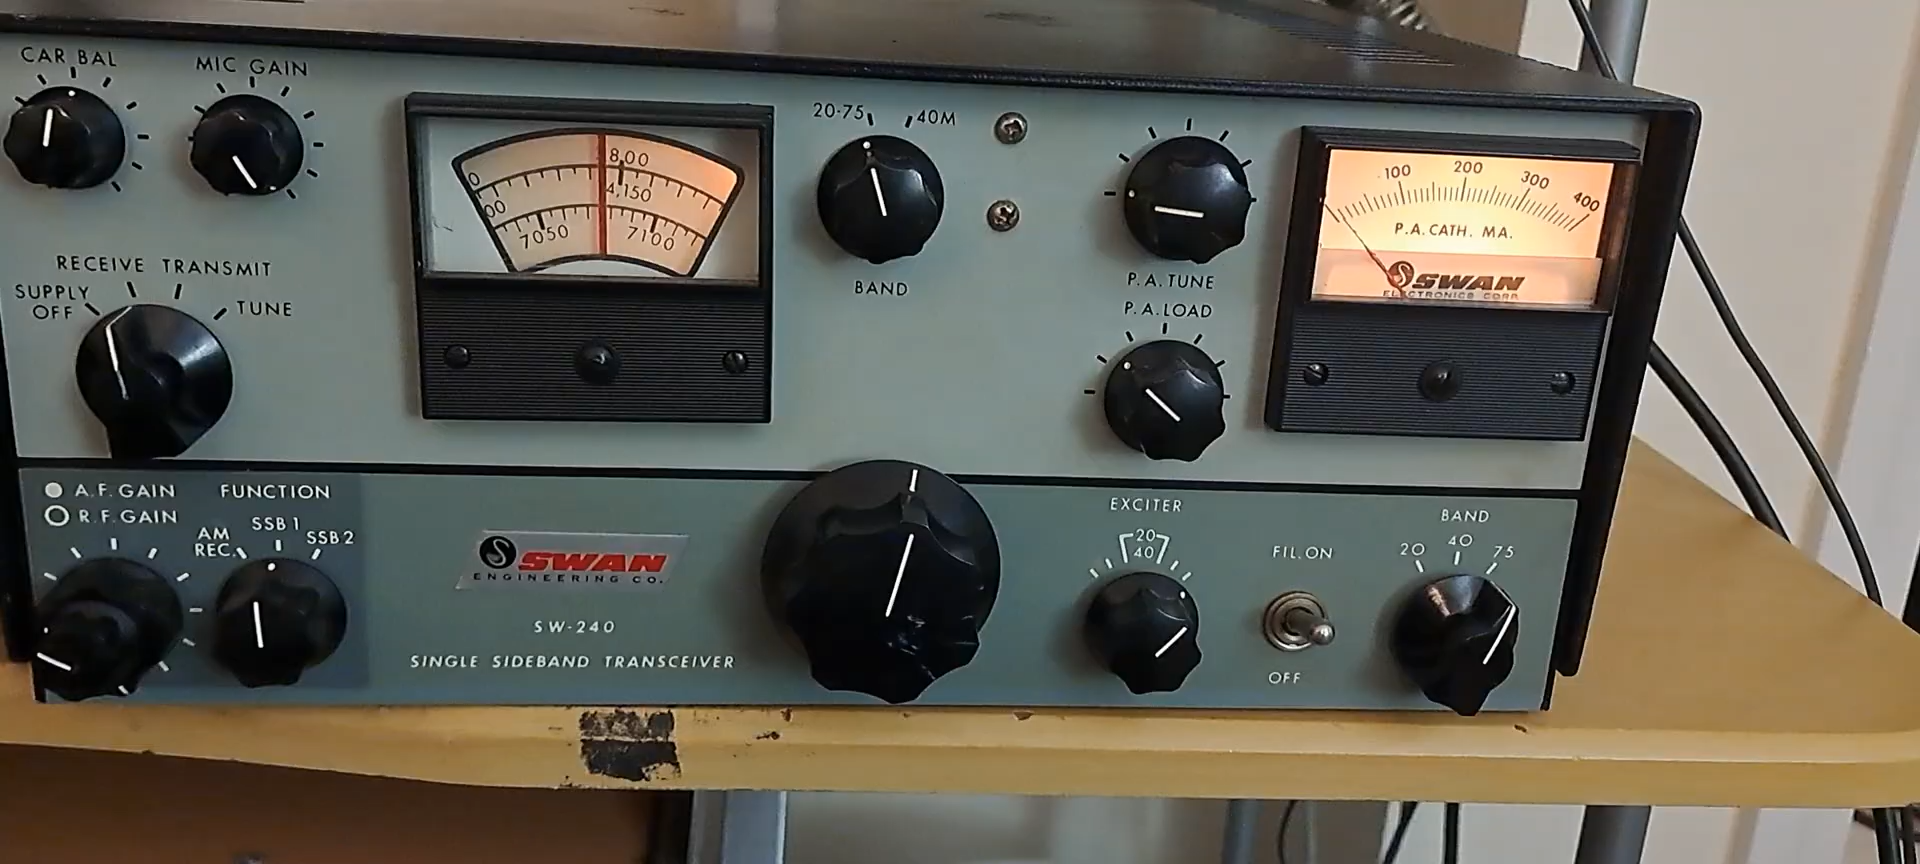 CAR BAL
MIC GAIN
RECEIVE TRANSMIT
SUPPLY
OFF
TUNE
0
8,00
00
4,150
7050
7100
20-75
40M
BAND
P.A. TUNE
P.A. LOAD
100
200
300
400
P.A. CATH. MA.
SWAN
ELECTRONICS CORP.
A.F. GAIN
R.F. GAIN
FUNCTION
AM
REC.
SSB 1
SSB 2
SWAN
ENGINEERING CO.
SW-240
SINGLE SIDEBAND TRANSCEIVER
EXCITER
20
40
FIL. ON
OFF
BAND
20
40
75